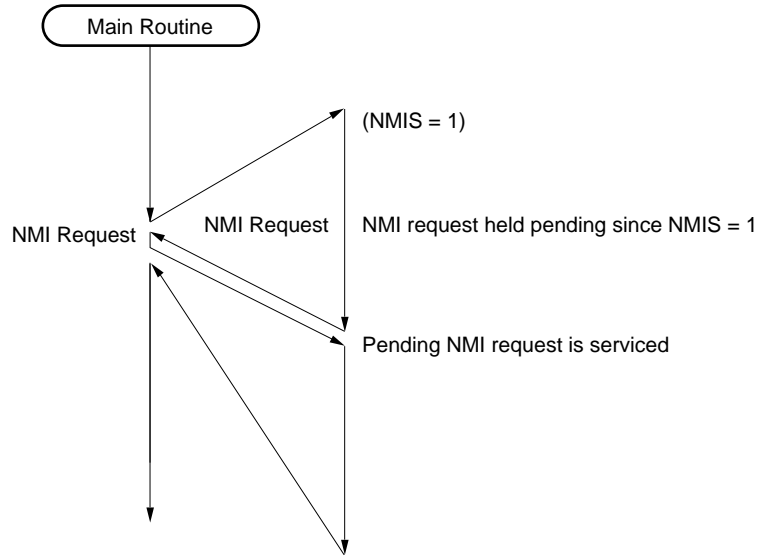 Main Routine
(NMIS = 1)
NMI Request
NMI Request
NMI request held pending since NMIS = 1
Pending NMI request is serviced